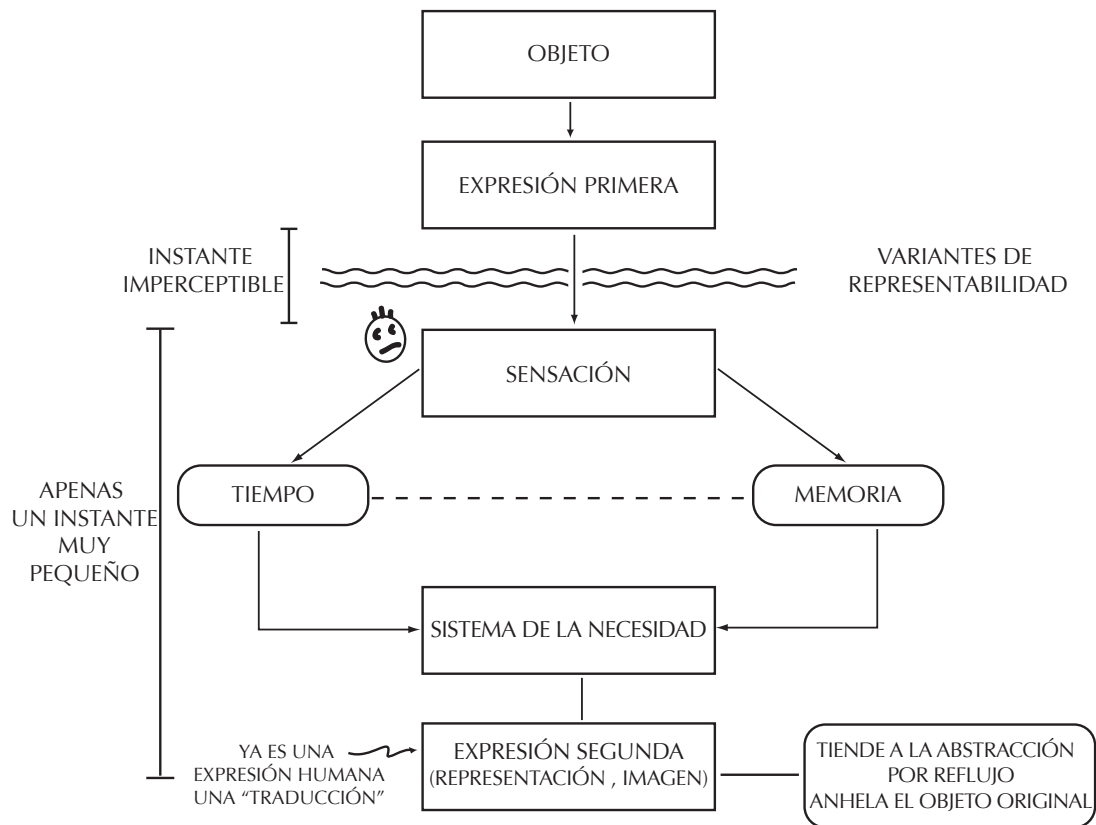 OBJETO
EXPRESIÓN PRIMERA
INSTANTE
IMPERCEPTIBLE
VARIANTES DE
REPRESENTABILIDAD
SENSACIÓN
APENAS
UN INSTANTE
MUY
PEQUEÑO
TIEMPO
MEMORIA
SISTEMA DE LA NECESIDAD
YA ES UNA
EXPRESIÓN HUMANA
UNA “TRADUCCIÓN”
EXPRESIÓN SEGUNDA
(REPRESENTACIÓN , IMAGEN)
TIENDE A LA ABSTRACCIÓN
POR REFLUJO
ANHELA EL OBJETO ORIGINAL